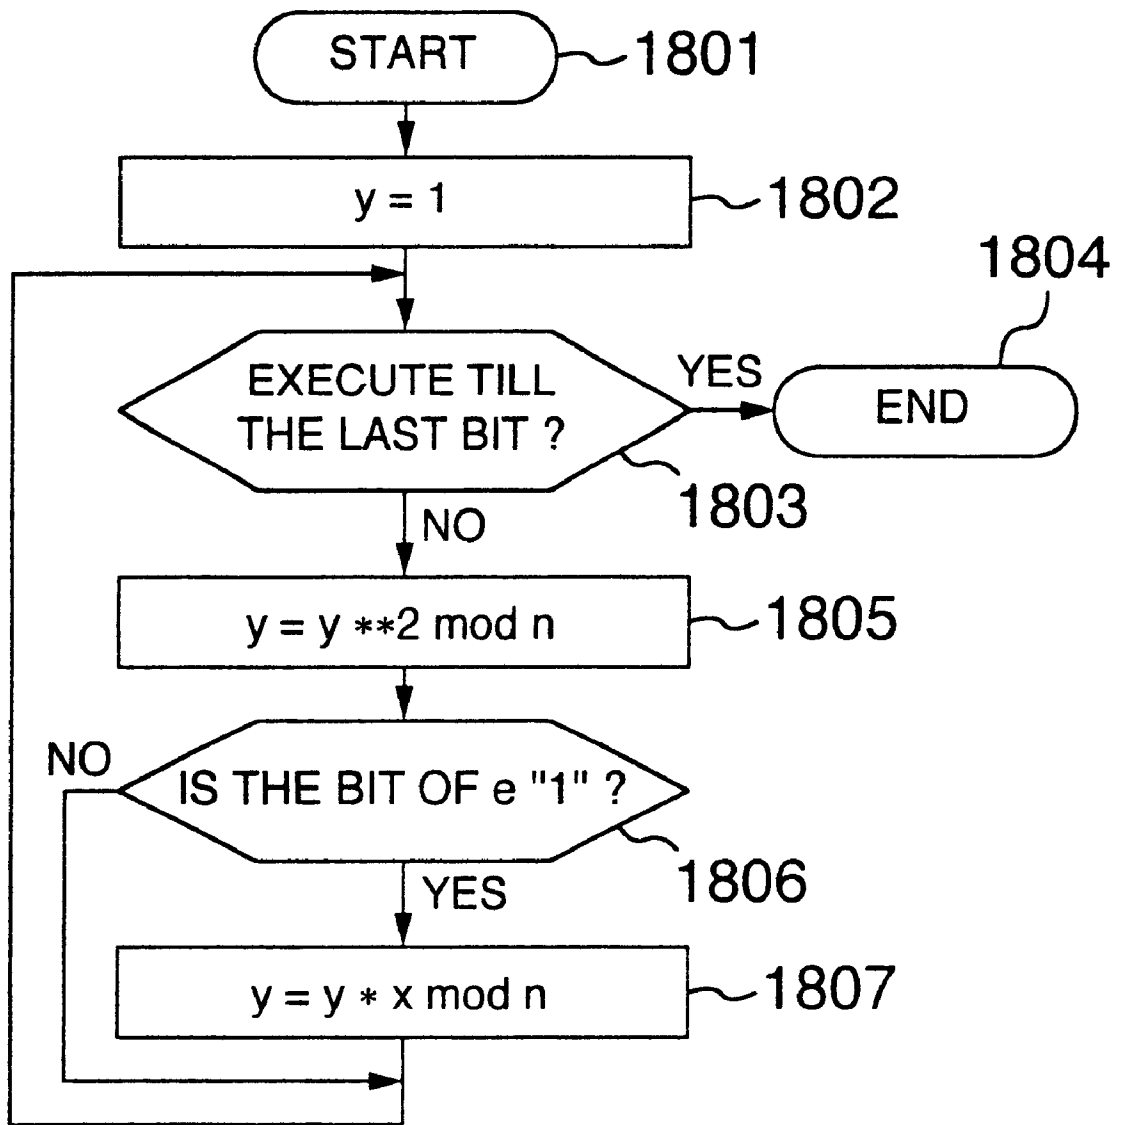 START
1801
y = 1
1802
1804
EXECUTE TILL
THE LAST BIT ?
YES
END
1803
NO
y = y **2 mod n
1805
NO
IS THE BIT OF e "1" ?
1806
YES
y = y * x mod n
1807